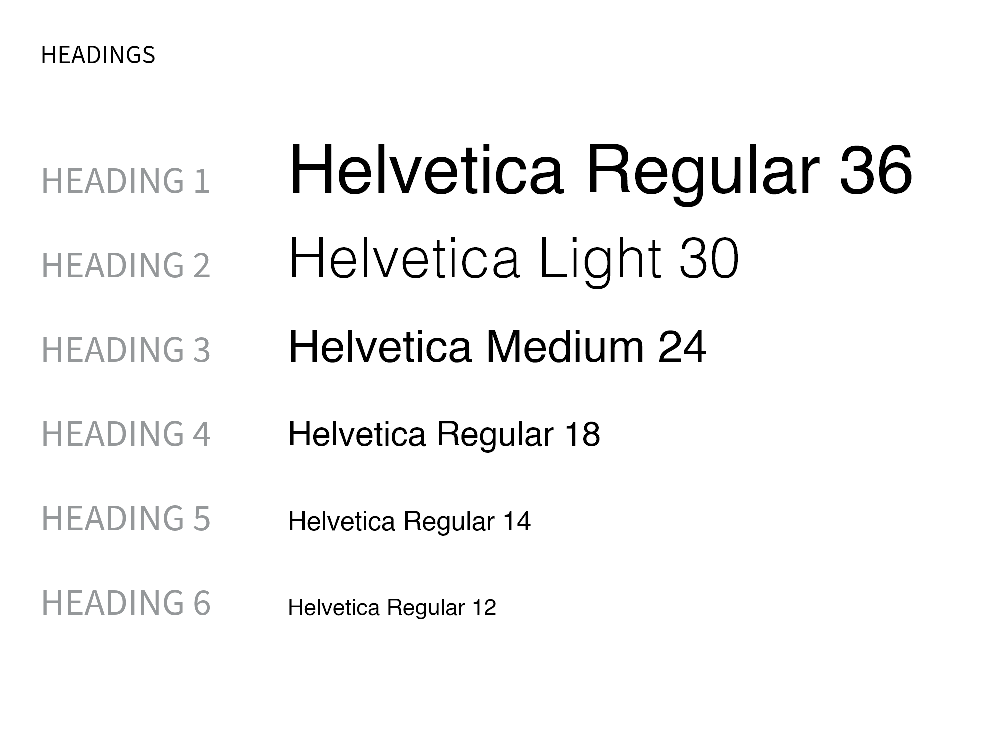 HEADINGS
HEADING 1 Helvetica Regular 36
HEADING 2 Helvetica Light 30
HEADING 3 Helvetica Medium 24
HEADING 4 Helvetica Regular 18
HEADING 5 Helvetica Regular 14
HEADING 6 Helvetica Regular 12